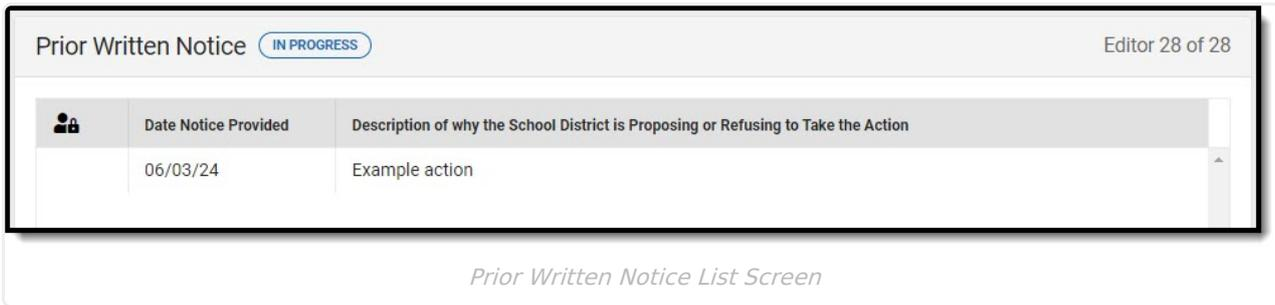 Prior Written Notice IN PROGRESS Editor 28 of 28
Date Notice Provided Description of why the School District is Proposing or Refusing to Take the Action
06/03/24 Example action
Prior Written Notice List Screen